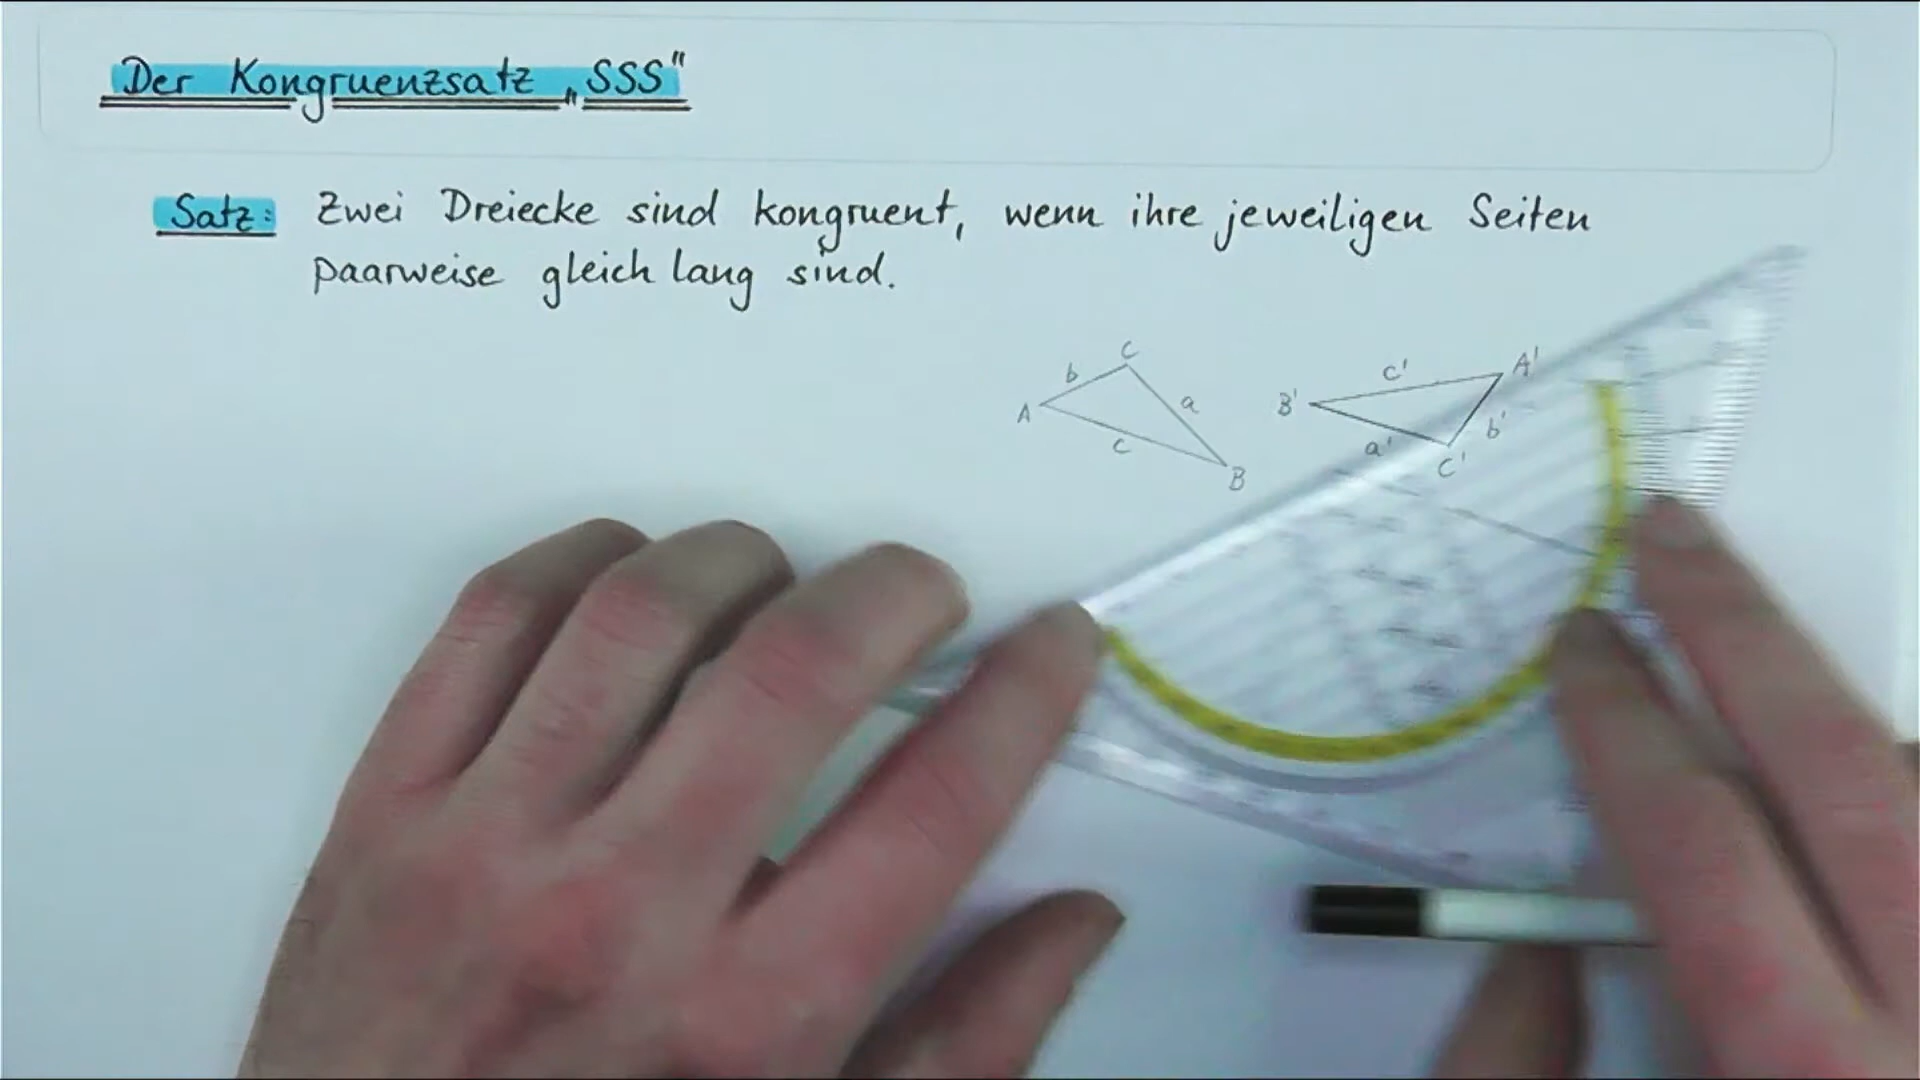 Der Kongruenzsatz „SSS“
Satz: Zwei Dreiecke sind kongruent, wenn ihre jeweiligen Seiten
paarweise gleich lang sind.
C
b
A
a
c
B
c'
A'
B'
b'
a'
C'